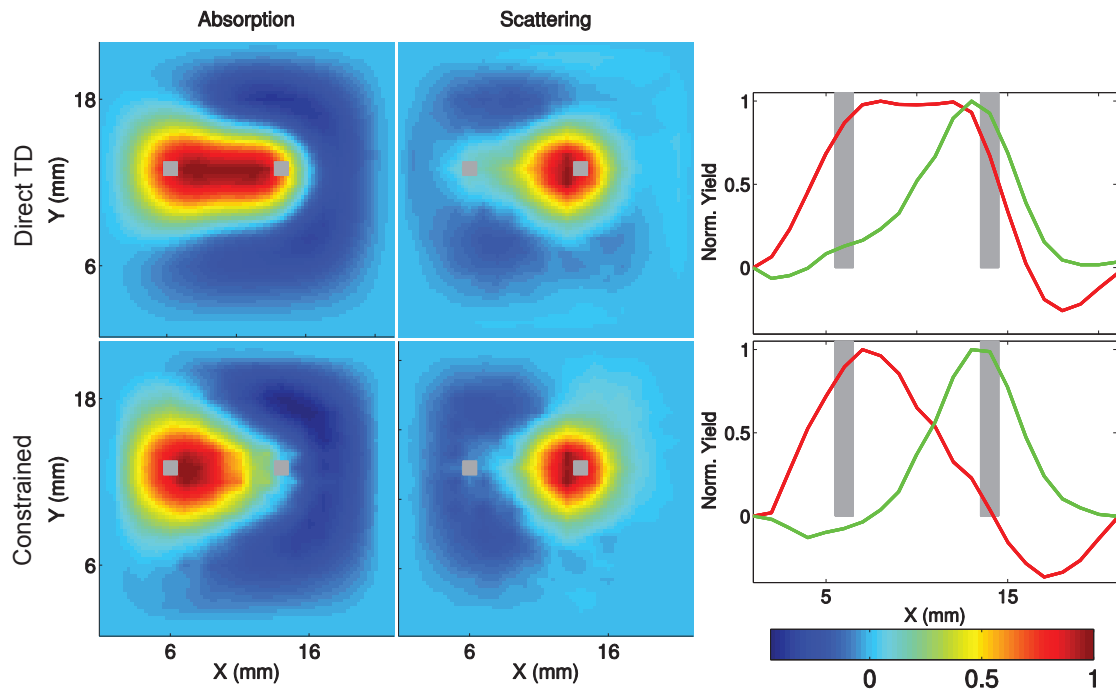 Absorption
Scattering
Direct TD
Y (mm)
18
6
Norm. Yield
1
0.5
0
Constrained
Y (mm)
18
6
6
16
X (mm)
6
16
X (mm)
Norm. Yield
1
0.5
0
5
15
X (mm)
0
0.5
1